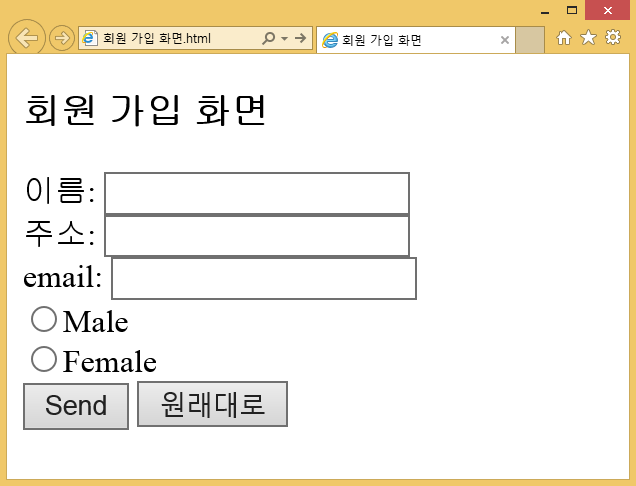 회원 가입 화면.html
회원 가입 화면
회원 가입 화면
이름:
주소:
email:
Male
Female
Send 원래대로